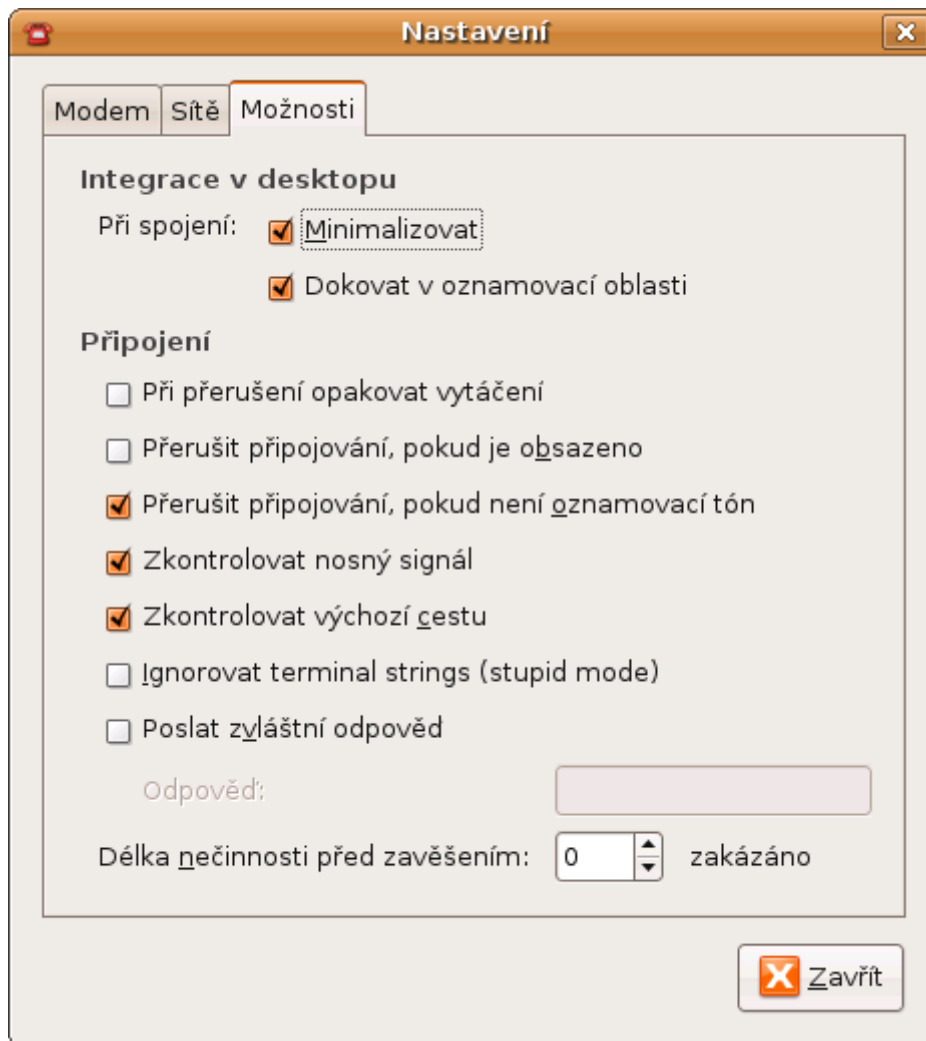 Nastavení
Modem Sítě Možnosti
Integrace v desktopu
Při spojení: Minimalizovat
Dokovat v oznamovací oblasti
Připojení
Při přerušení opakovat vytáčení
Přerušit připojování, pokud je obsazeno
Přerušit připojování, pokud není oznamovací tón
Zkontrolovat nosný signál
Zkontrolovat výchozí cestu
Ignorovat terminal strings (stupid mode)
Poslat zvláštní odpověd
Odpověď:
Délka nečinnosti před zavěšením: 0 zakázáno
Zavřít